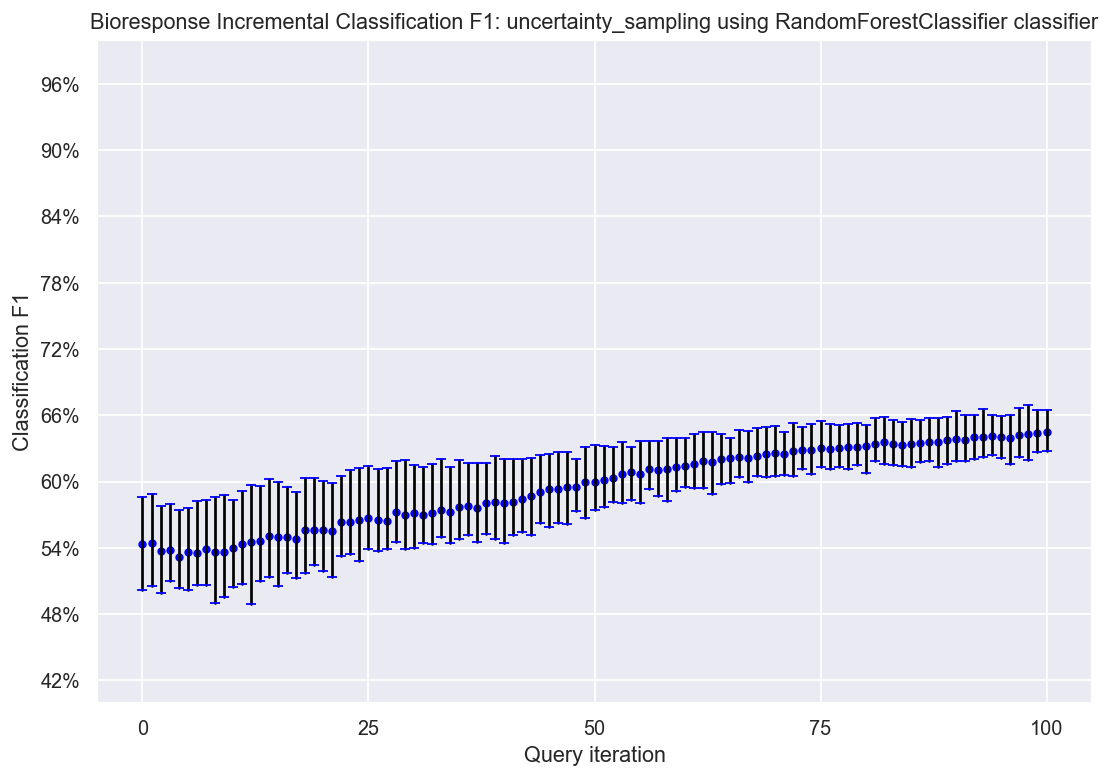 Bioresponse Incremental Classification F1: uncertainty_sampling using RandomForestClassifier classifier
96%
90%
84%
78%
72%
66%
60%
54%
48%
42%
Classification F1
0 25 50 75 100
Query iteration